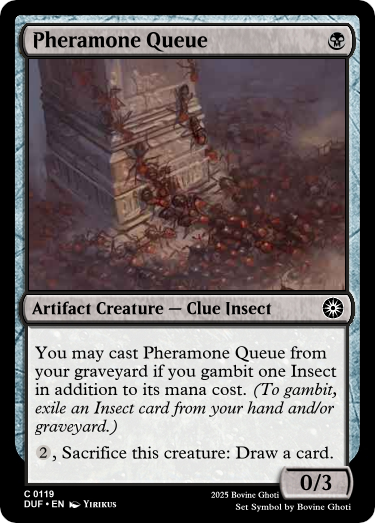 Pheramone Queue
Artifact Creature — Clue Insect
You may cast Pheramone Queue from
your graveyard if you gambit one Insect
in addition to its mana cost. (To gambit,
exile an Insect card from your hand and/or
graveyard.)
2, Sacrifice this creature: Draw a card.
0/3
C 0119
DUF • EN Yirikus
2025 Bovine Ghoti
Set Symbol by Bovine Ghoti